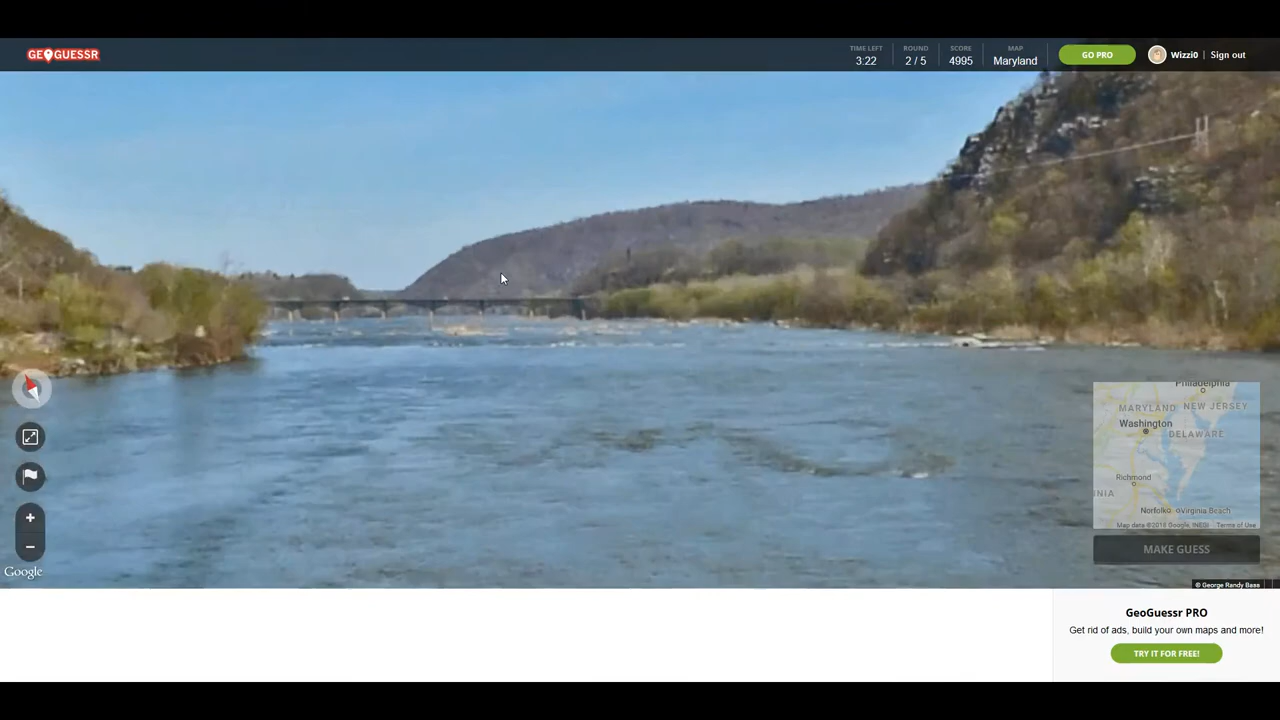 GEOGUESSR
TIME LEFT
3:22
ROUND
2 / 5
SCORE
4995
MAP
Maryland
GO PRO
Wizzi0 | Sign out
Philadelphia
MARYLAND
NEW JERSEY
Washington
DELAWARE
Richmond
INIA
Norfolk
Virginia Beach
Map data ©2018 Google, INEGI
Terms of Use
MAKE GUESS
+
−
Google
© George Randy Bass
GeoGuessr PRO
Get rid of ads, build your own maps and more!
TRY IT FOR FREE!